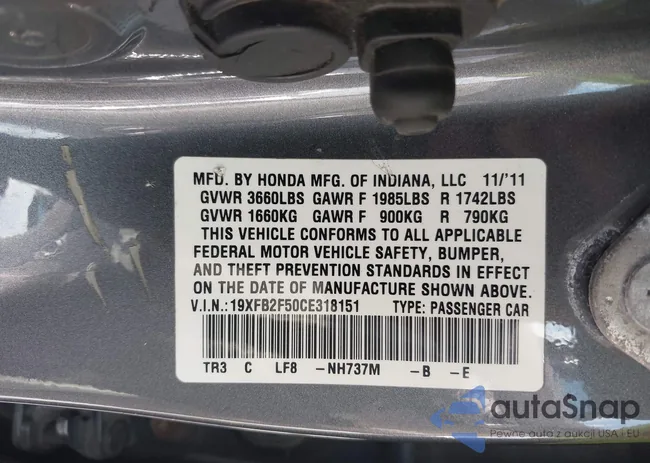 MFD. BY HONDA MFG. OF INDIANA, LLC 11/'11
GVWR 3660LBS GAWR F 1985LBS R 1742LBS
GVWR 1660KG GAWR F 900KG R 790KG
THIS VEHICLE CONFORMS TO ALL APPLICABLE
FEDERAL MOTOR VEHICLE SAFETY, BUMPER,
AND THEFT PREVENTION STANDARDS IN EFFECT
ON THE DATE OF MANUFACTURE SHOWN ABOVE.
V.I.N.:19XFB2F50CE318151 TYPE: PASSENGER CAR
TR3 C LF8 -NH737M -B -E
autaSnap
Pewne auta z aukcji USA i EU